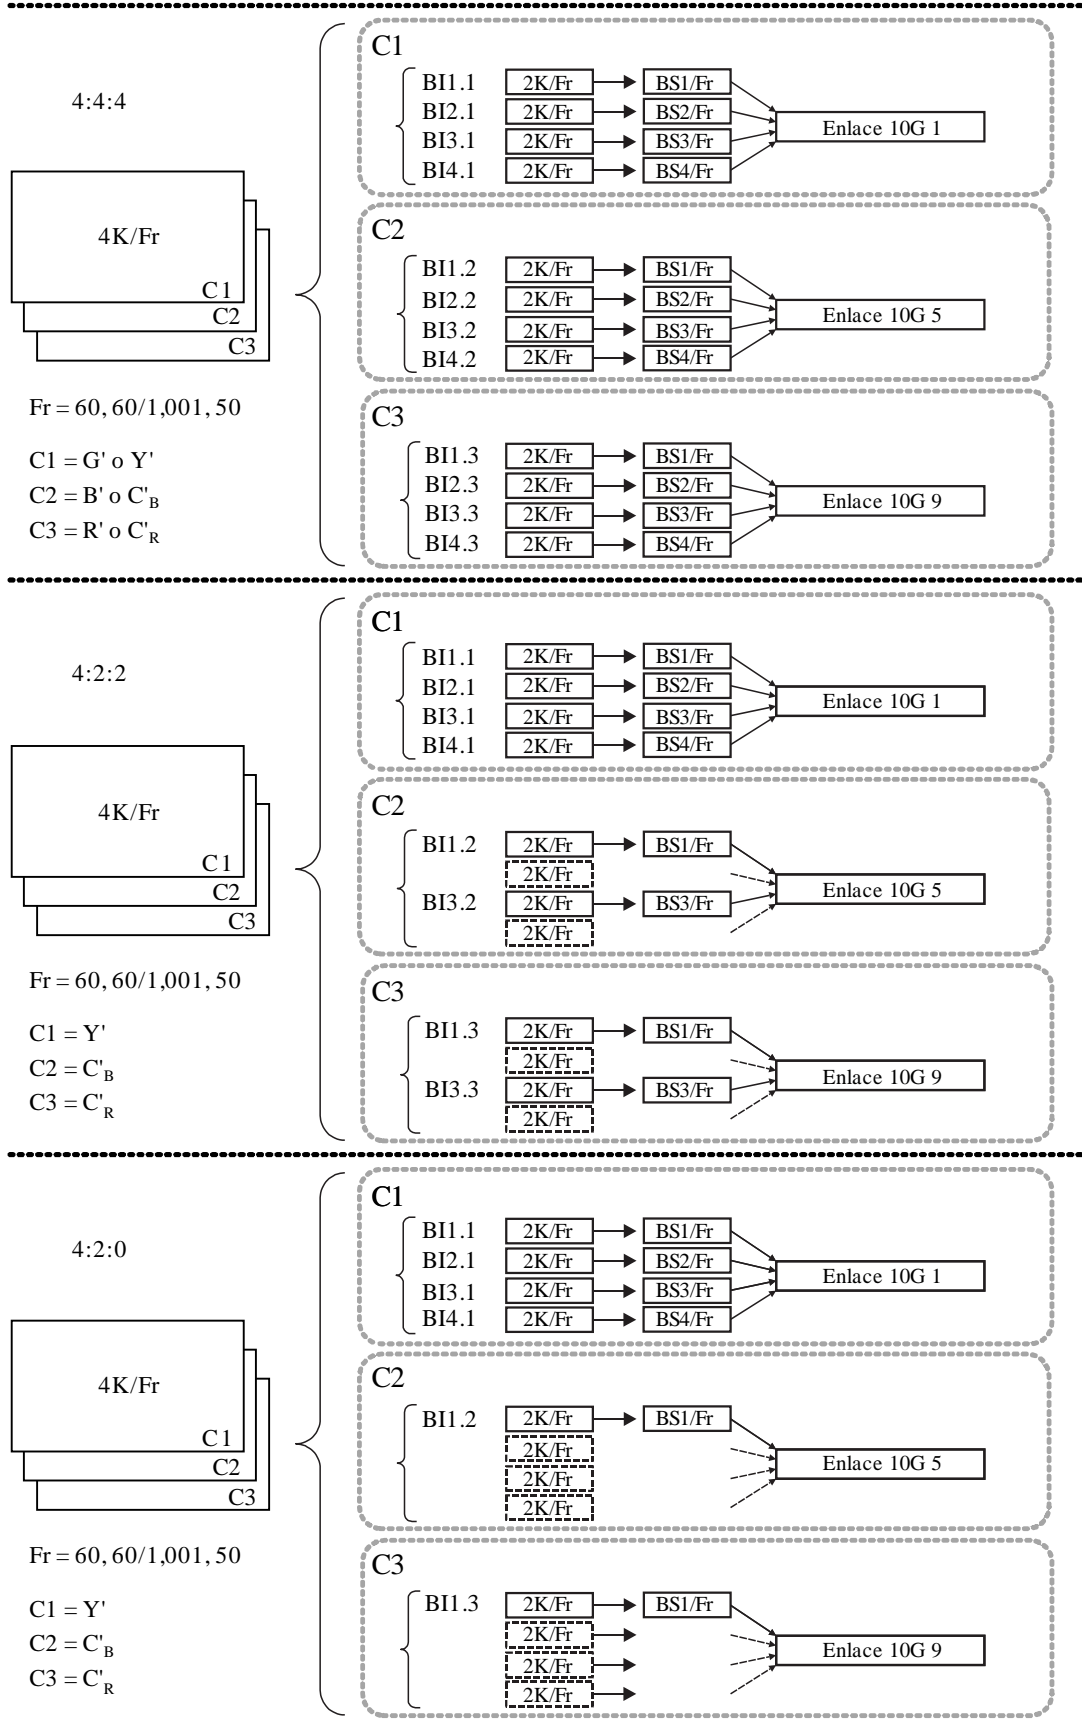 4:4:4
4K/Fr
C1
C2
C3
Fr = 60, 60/1,001, 50
C1 = G' o Y'
C2 = B' o C'B
C3 = R' o C'R
C1
BI1.1 2K/Fr BS1/Fr
BI2.1 2K/Fr BS2/Fr
BI3.1 2K/Fr BS3/Fr
BI4.1 2K/Fr BS4/Fr
Enlace 10G 1
C2
BI1.2 2K/Fr BS1/Fr
BI2.2 2K/Fr BS2/Fr
BI3.2 2K/Fr BS3/Fr
BI4.2 2K/Fr BS4/Fr
Enlace 10G 5
C3
BI1.3 2K/Fr BS1/Fr
BI2.3 2K/Fr BS2/Fr
BI3.3 2K/Fr BS3/Fr
BI4.3 2K/Fr BS4/Fr
Enlace 10G 9
4:2:2
4K/Fr
C1
C2
C3
Fr = 60, 60/1,001, 50
C1 = Y'
C2 = C'B
C3 = C'R
C1
BI1.1 2K/Fr BS1/Fr
BI2.1 2K/Fr BS2/Fr
BI3.1 2K/Fr BS3/Fr
BI4.1 2K/Fr BS4/Fr
Enlace 10G 1
C2
BI1.2 2K/Fr BS1/Fr
2K/Fr
BI3.2 2K/Fr BS3/Fr
2K/Fr
Enlace 10G 5
C3
BI1.3 2K/Fr BS1/Fr
2K/Fr
BI3.3 2K/Fr BS3/Fr
2K/Fr
Enlace 10G 9
4:2:0
4K/Fr
C1
C2
C3
Fr = 60, 60/1,001, 50
C1 = Y'
C2 = C'B
C3 = C'R
C1
BI1.1 2K/Fr BS1/Fr
BI2.1 2K/Fr BS2/Fr
BI3.1 2K/Fr BS3/Fr
BI4.1 2K/Fr BS4/Fr
Enlace 10G 1
C2
BI1.2 2K/Fr BS1/Fr
2K/Fr
2K/Fr
2K/Fr
Enlace 10G 5
C3
BI1.3 2K/Fr BS1/Fr
2K/Fr
2K/Fr
2K/Fr
Enlace 10G 9